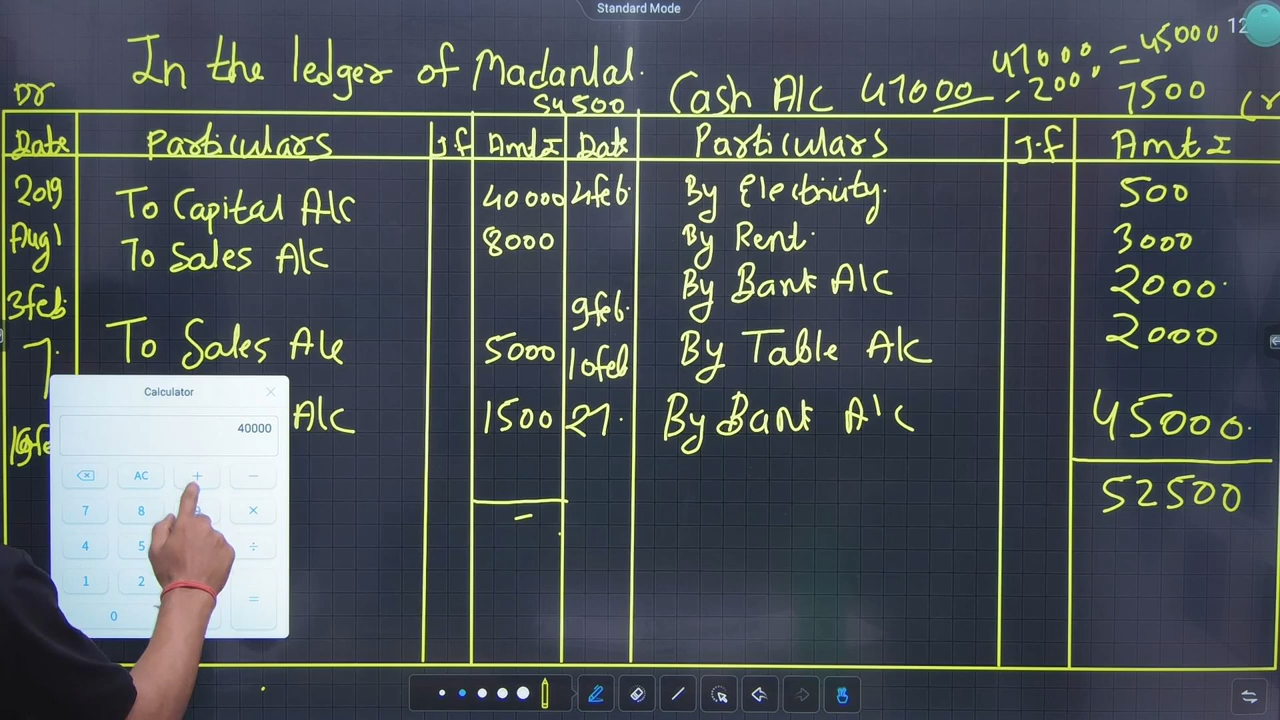 Standard Mode
12
In the ledger of Madanlal.
54500
Cash A/c 47000
47000 = 45000
- 2000
7500
Dr
Date Particulars J.f Amt.₹ Date Particulars J.f Amt.₹
2019 To Capital A/c 40000 4feb. By Electricity. 500
Aug 1 To Sales A/c 8000 By Rent. 3000
3feb. By Bank A/c 2000.
9feb.
7. To Sales A/c 5000 10feb By Table A/c 2000
A/c 1500 27. By Bank A/c 45000.
52500
=
Calculator
40000
AC + −
7 8 9 ×
4 5 ÷
1 2
0 =